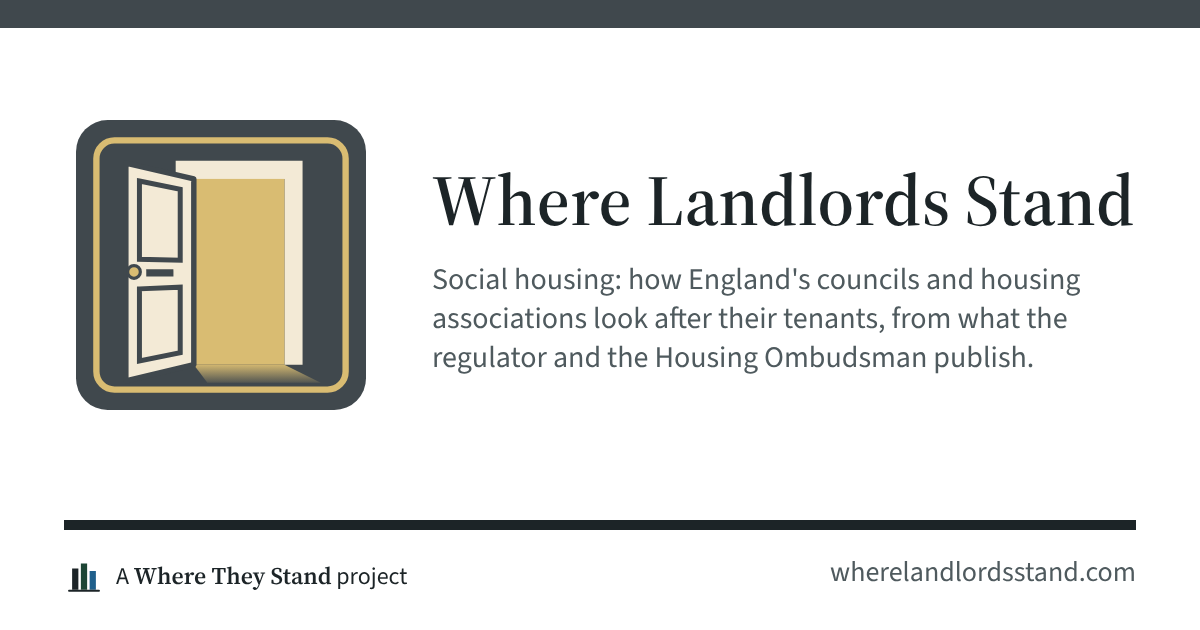 Where Landlords Stand
Social housing: how England's councils and housing
associations look after their tenants, from what the
regulator and the Housing Ombudsman publish.
A Where They Stand project
wherelandlordsstand.com